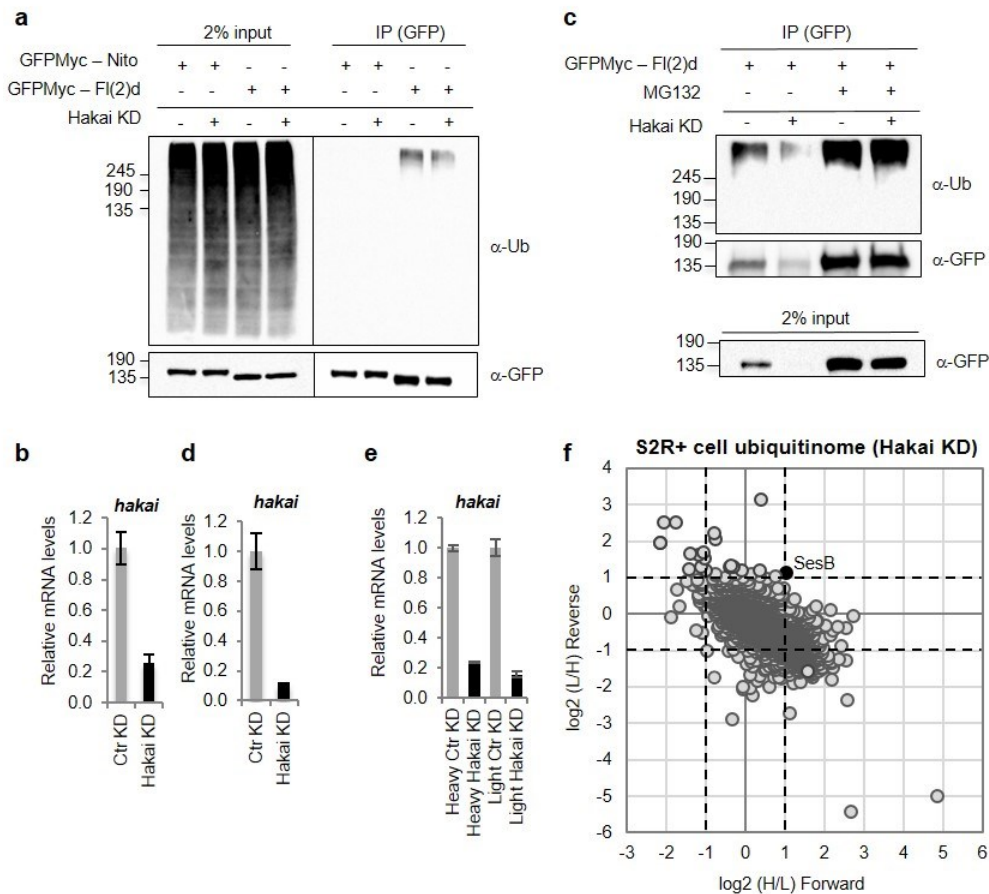 a
2% input
IP (GFP)
GFPMyc – Nito + + - - + + - -
GFPMyc – Fl(2)d - - + + - - + +
Hakai KD - + - + - + - +
245
190
135
α-Ub
190
135
α-GFP
c
IP (GFP)
GFPMyc – Fl(2)d + + + +
MG132 - - + +
Hakai KD - + - +
245
190
135
α-Ub
190
135
α-GFP
2% input
190
135
α-GFP
b
hakai
Relative mRNA levels
1.2
1.0
0.8
0.6
0.4
0.2
0.0
Ctr KD
Hakai KD
d
hakai
Relative mRNA levels
1.2
1.0
0.8
0.6
0.4
0.2
0.0
Ctr KD
Hakai KD
e
hakai
Relative mRNA levels
1.2
1.0
0.8
0.6
0.4
0.2
0.0
Heavy Ctr KD
Heavy Hakai KD
Light Ctr KD
Light Hakai KD
f
S2R+ cell ubiquitinome (Hakai KD)
log2 (L/H) Reverse
4
3
2
1
0
-1
-2
-3
-4
-5
-6
SesB
-3 -2 -1 0 1 2 3 4 5 6
log2 (H/L) Forward